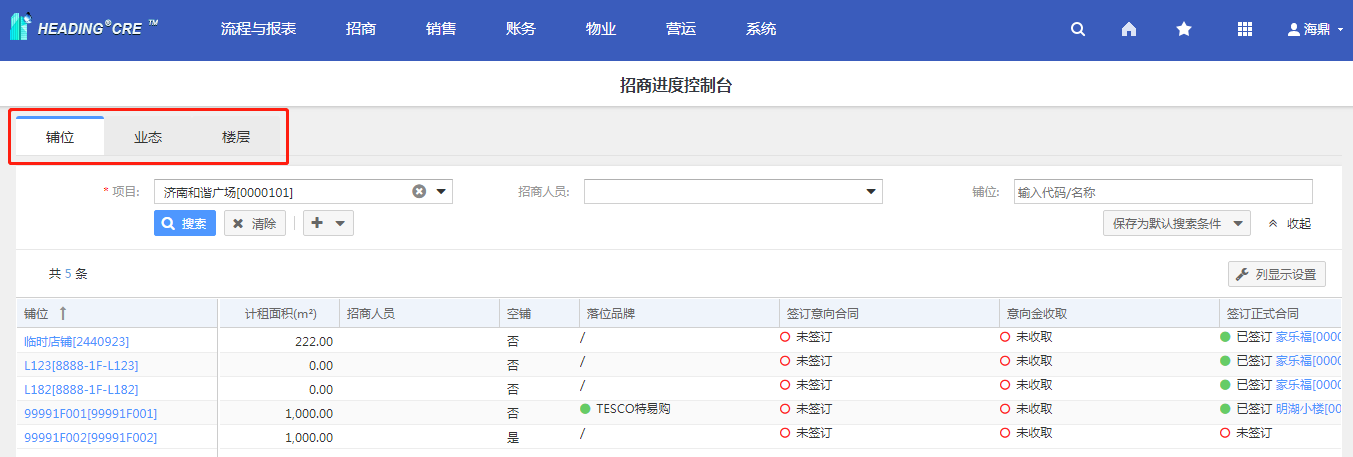 HEADING®CRE ™ 流程与报表 招商 销售 账务 物业 营运 系统 海鼎
招商进度控制台
铺位 业态 楼层
* 项目: 济南和谐广场[0000101] 招商人员: 铺位: 输入代码/名称
搜索 清除 保存为默认搜索条件 收起
共 5 条 列显示设置
铺位 计租面积(m²) 招商人员 空铺 落位品牌 签订意向合同 意向金收取 签订正式合同
临时店铺[2440923] 222.00 否 / 未签订 未收取 已签订 家乐福[0000
L123[8888-1F-L123] 0.00 否 / 未签订 未收取 已签订 家乐福[0000
L182[8888-1F-L182] 0.00 否 / 未签订 未收取 已签订 家乐福[0000
99991F001[99991F001] 1,000.00 否 TESCO特易购 未签订 未收取 已签订 明湖小楼[00
99991F002[99991F002] 1,000.00 是 / 未签订 未收取 未签订